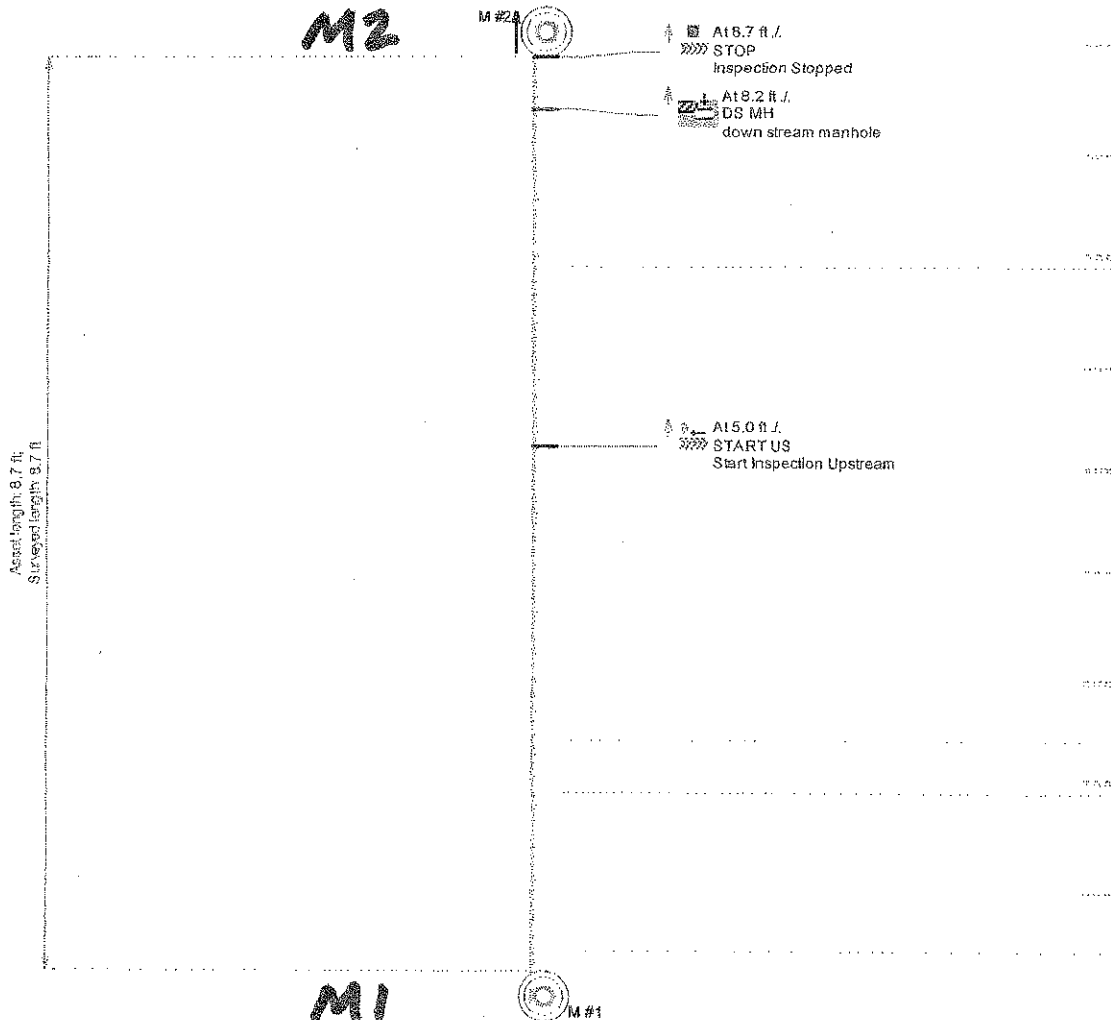 M2
M #2A
At 8.7 ft./.
STOP
Inspection Stopped
At 8.2 ft./.
DS MH
down stream manhole
At 5.0 ft./.
START US
Start Inspection Upstream
Asset length: 8.7 ft;
Surveyed length: 8.7 ft
M1
M #1